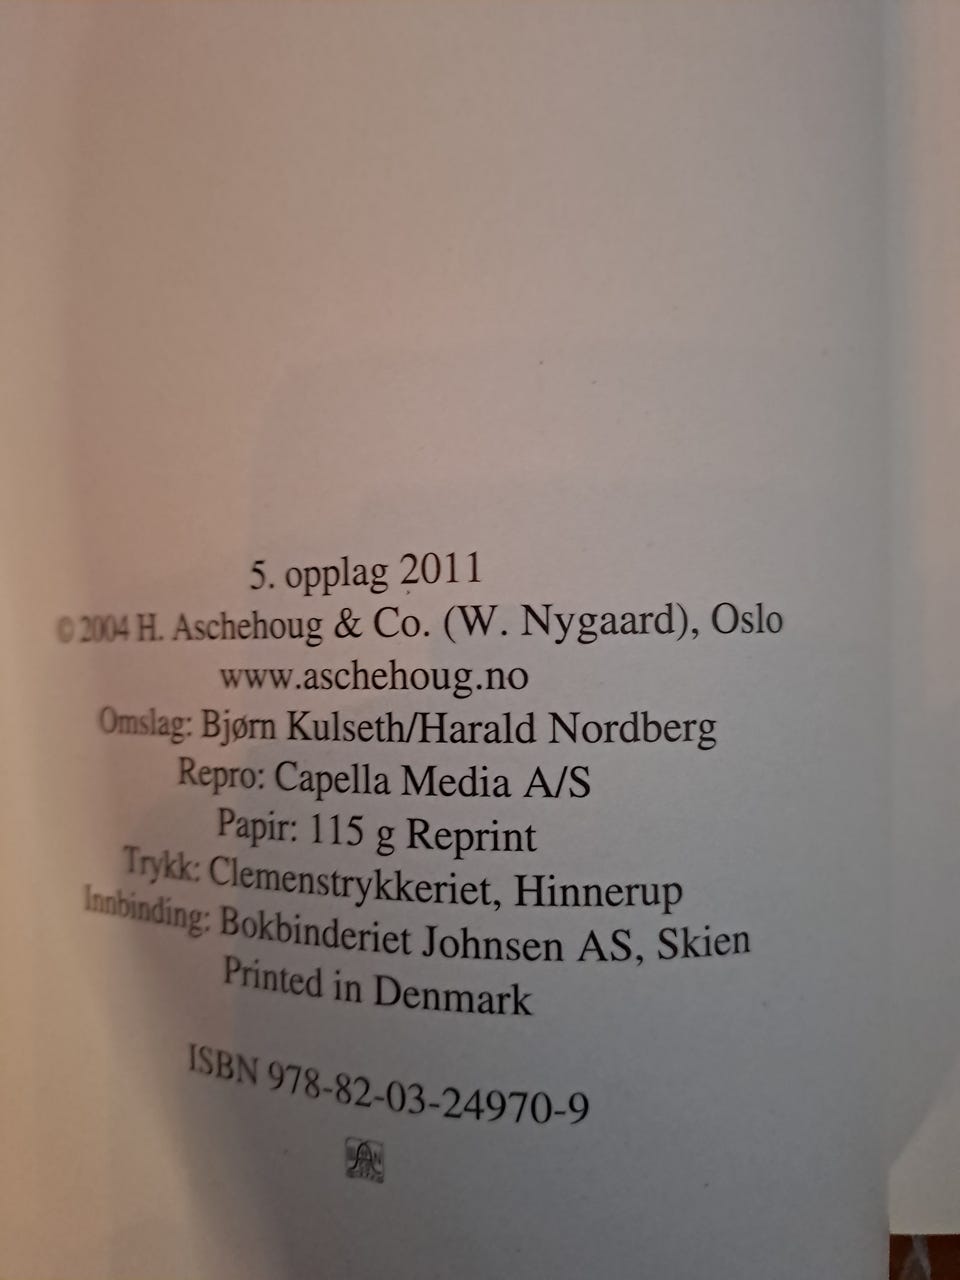 5. opplag 2011
© 2004 H. Aschehoug & Co. (W. Nygaard), Oslo
www.aschehoug.no
Omslag: Bjørn Kulseth/Harald Nordberg
Repro: Capella Media A/S
Papir: 115 g Reprint
Trykk: Clemenstrykkeriet, Hinnerup
Innbinding: Bokbinderiet Johnsen AS, Skien
Printed in Denmark
ISBN 978-82-03-24970-9